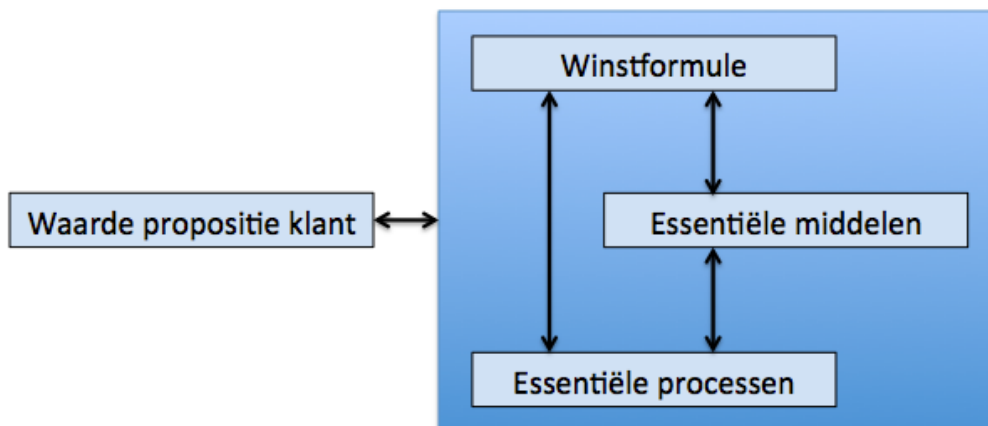 Winstformule
Waarde propositie klant
Essentiële middelen
Essentiële processen